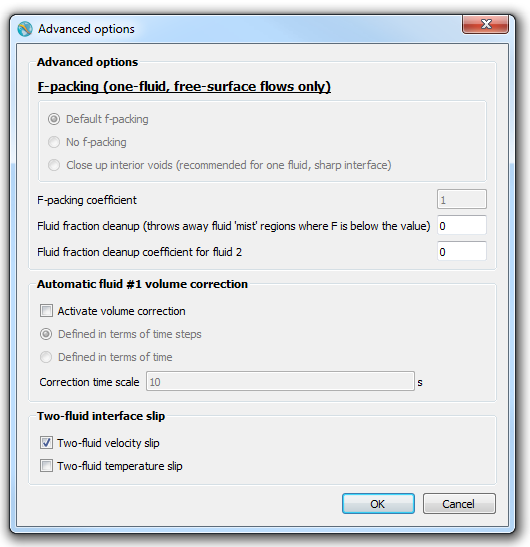 Advanced options
Advanced options
F-packing (one-fluid, free-surface flows only)
Default f-packing
No f-packing
Close up interior voids (recommended for one fluid, sharp interface)
F-packing coefficient 1
Fluid fraction cleanup (throws away fluid 'mist' regions where F is below the value) 0
Fluid fraction cleanup coefficient for fluid 2 0
Automatic fluid #1 volume correction
Activate volume correction
Defined in terms of time steps
Defined in terms of time
Correction time scale 10 s
Two-fluid interface slip
Two-fluid velocity slip
Two-fluid temperature slip
OK Cancel